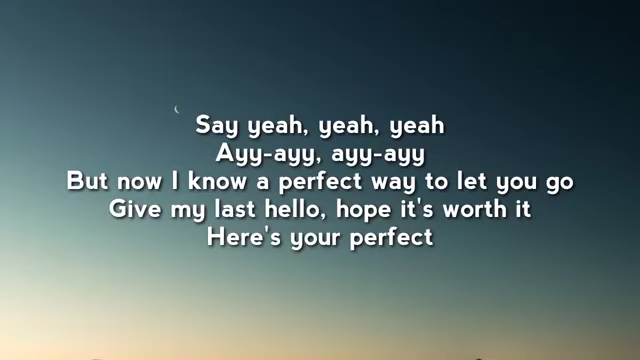 Say yeah, yeah, yeah
Ayy-ayy, ayy-ayy
But now I know a perfect way to let you go
Give my last hello, hope it's worth it
Here's your perfect